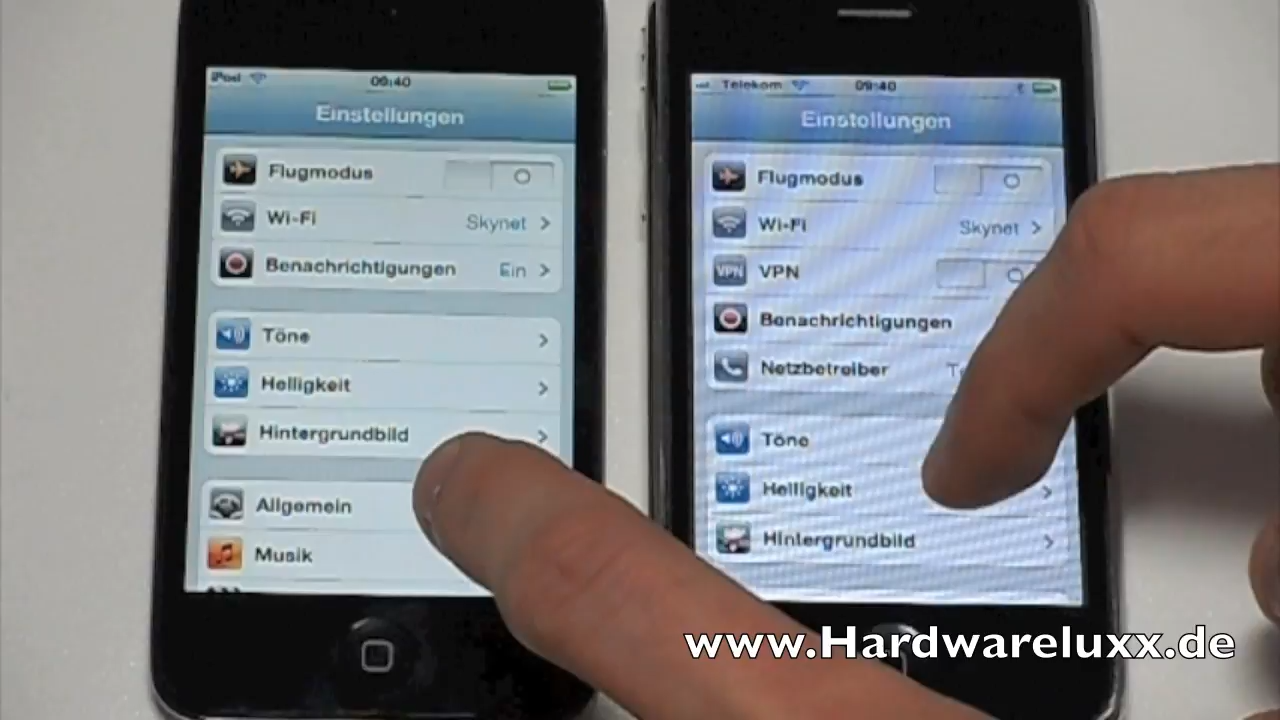 iPod 09:40
Einstellungen
Flugmodus
Wi-Fi Skynet
Benachrichtigungen Ein
Töne
Helligkeit
Hintergrundbild
Allgemein
Musik
Telekom 09:40
Einstellungen
Flugmodus
Wi-Fi Skynet
VPN VPN
Benachrichtigungen
Netzbetreiber
Töne
Helligkeit
Hintergrundbild
www.Hardwareluxx.de